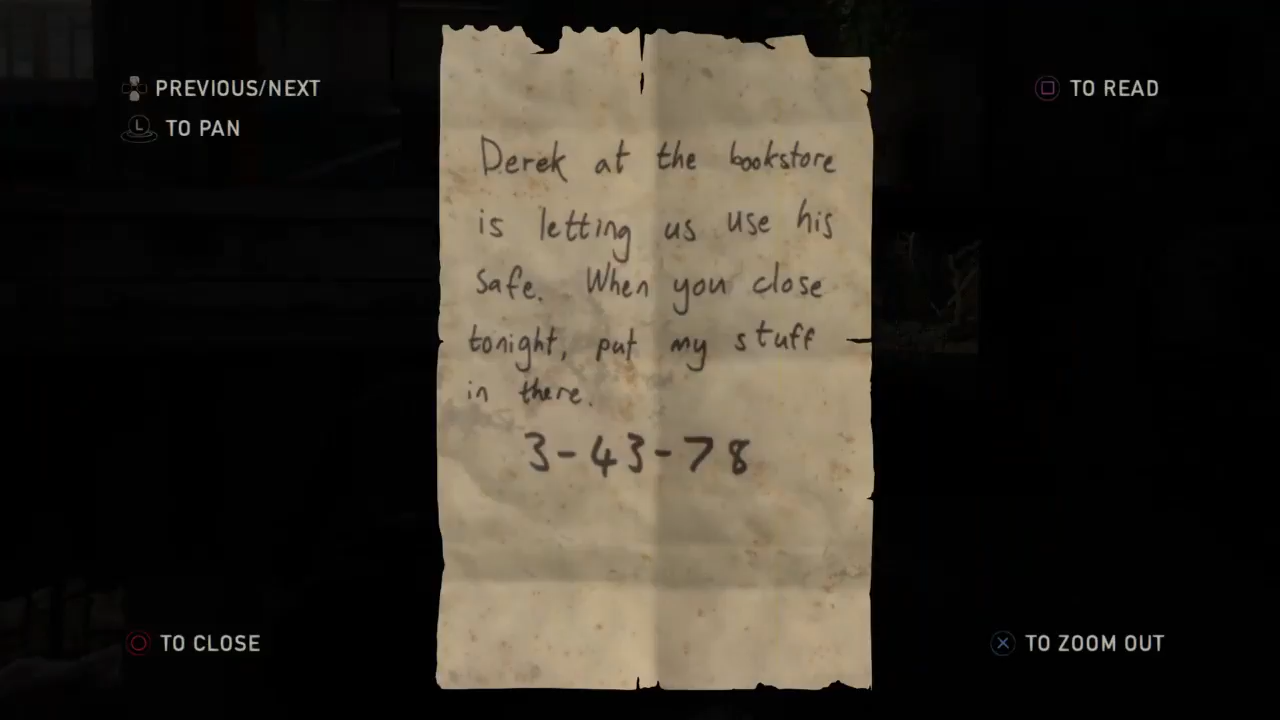 PREVIOUS/NEXT
L TO PAN
TO READ
Derek at the bookstore
is letting us use his
safe. When you close
tonight, put my stuff
in there.
3-43-78
TO CLOSE
TO ZOOM OUT